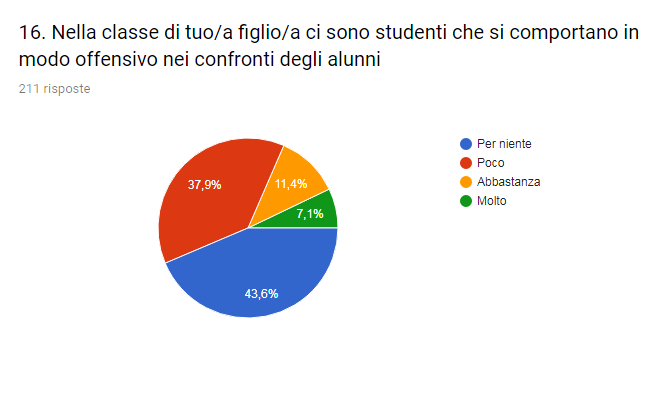 16. Nella classe di tuo/a figlio/a ci sono studenti che si comportano in
modo offensivo nei confronti degli alunni
211 risposte
Per niente
Poco
Abbastanza
Molto
37,9%
11,4%
7,1%
43,6%